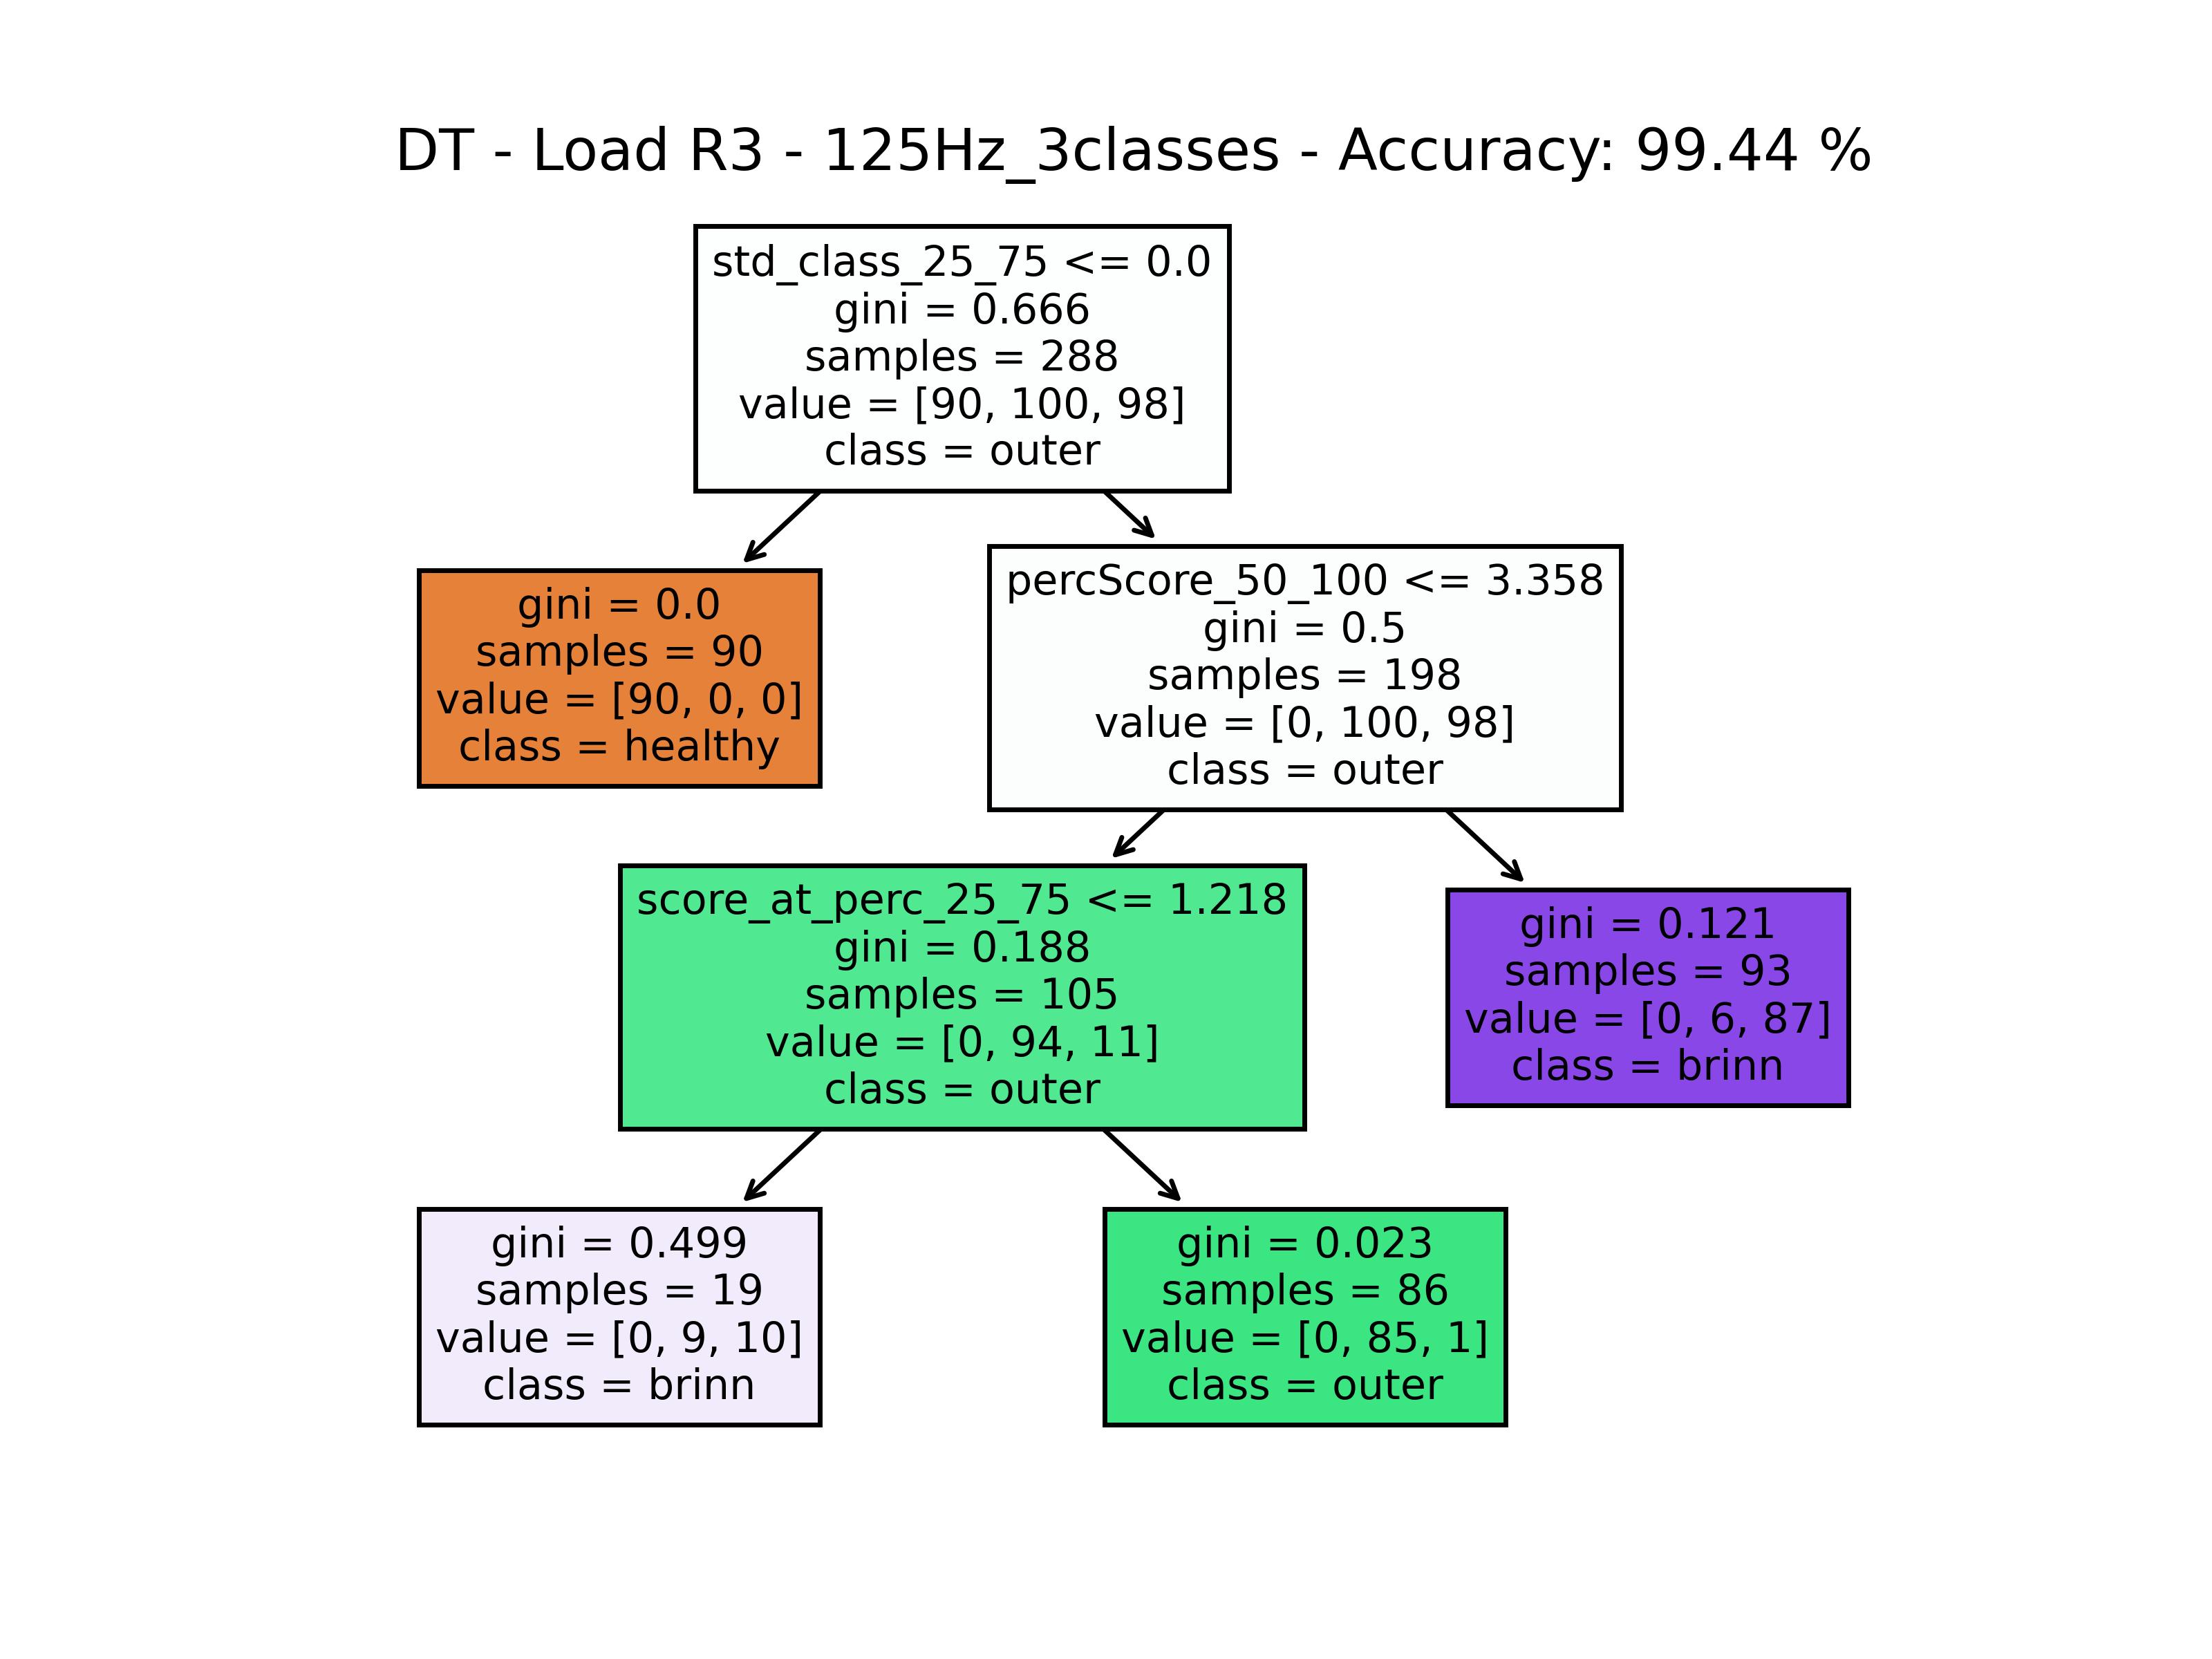 DT - Load R3 - 125Hz_3classes - Accuracy: 99.44 %
std_class_25_75 <= 0.0
gini = 0.666
samples = 288
value = [90, 100, 98]
class = outer
gini = 0.0
samples = 90
value = [90, 0, 0]
class = healthy
percScore_50_100 <= 3.358
gini = 0.5
samples = 198
value = [0, 100, 98]
class = outer
score_at_perc_25_75 <= 1.218
gini = 0.188
samples = 105
value = [0, 94, 11]
class = outer
gini = 0.121
samples = 93
value = [0, 6, 87]
class = brinn
gini = 0.499
samples = 19
value = [0, 9, 10]
class = brinn
gini = 0.023
samples = 86
value = [0, 85, 1]
class = outer